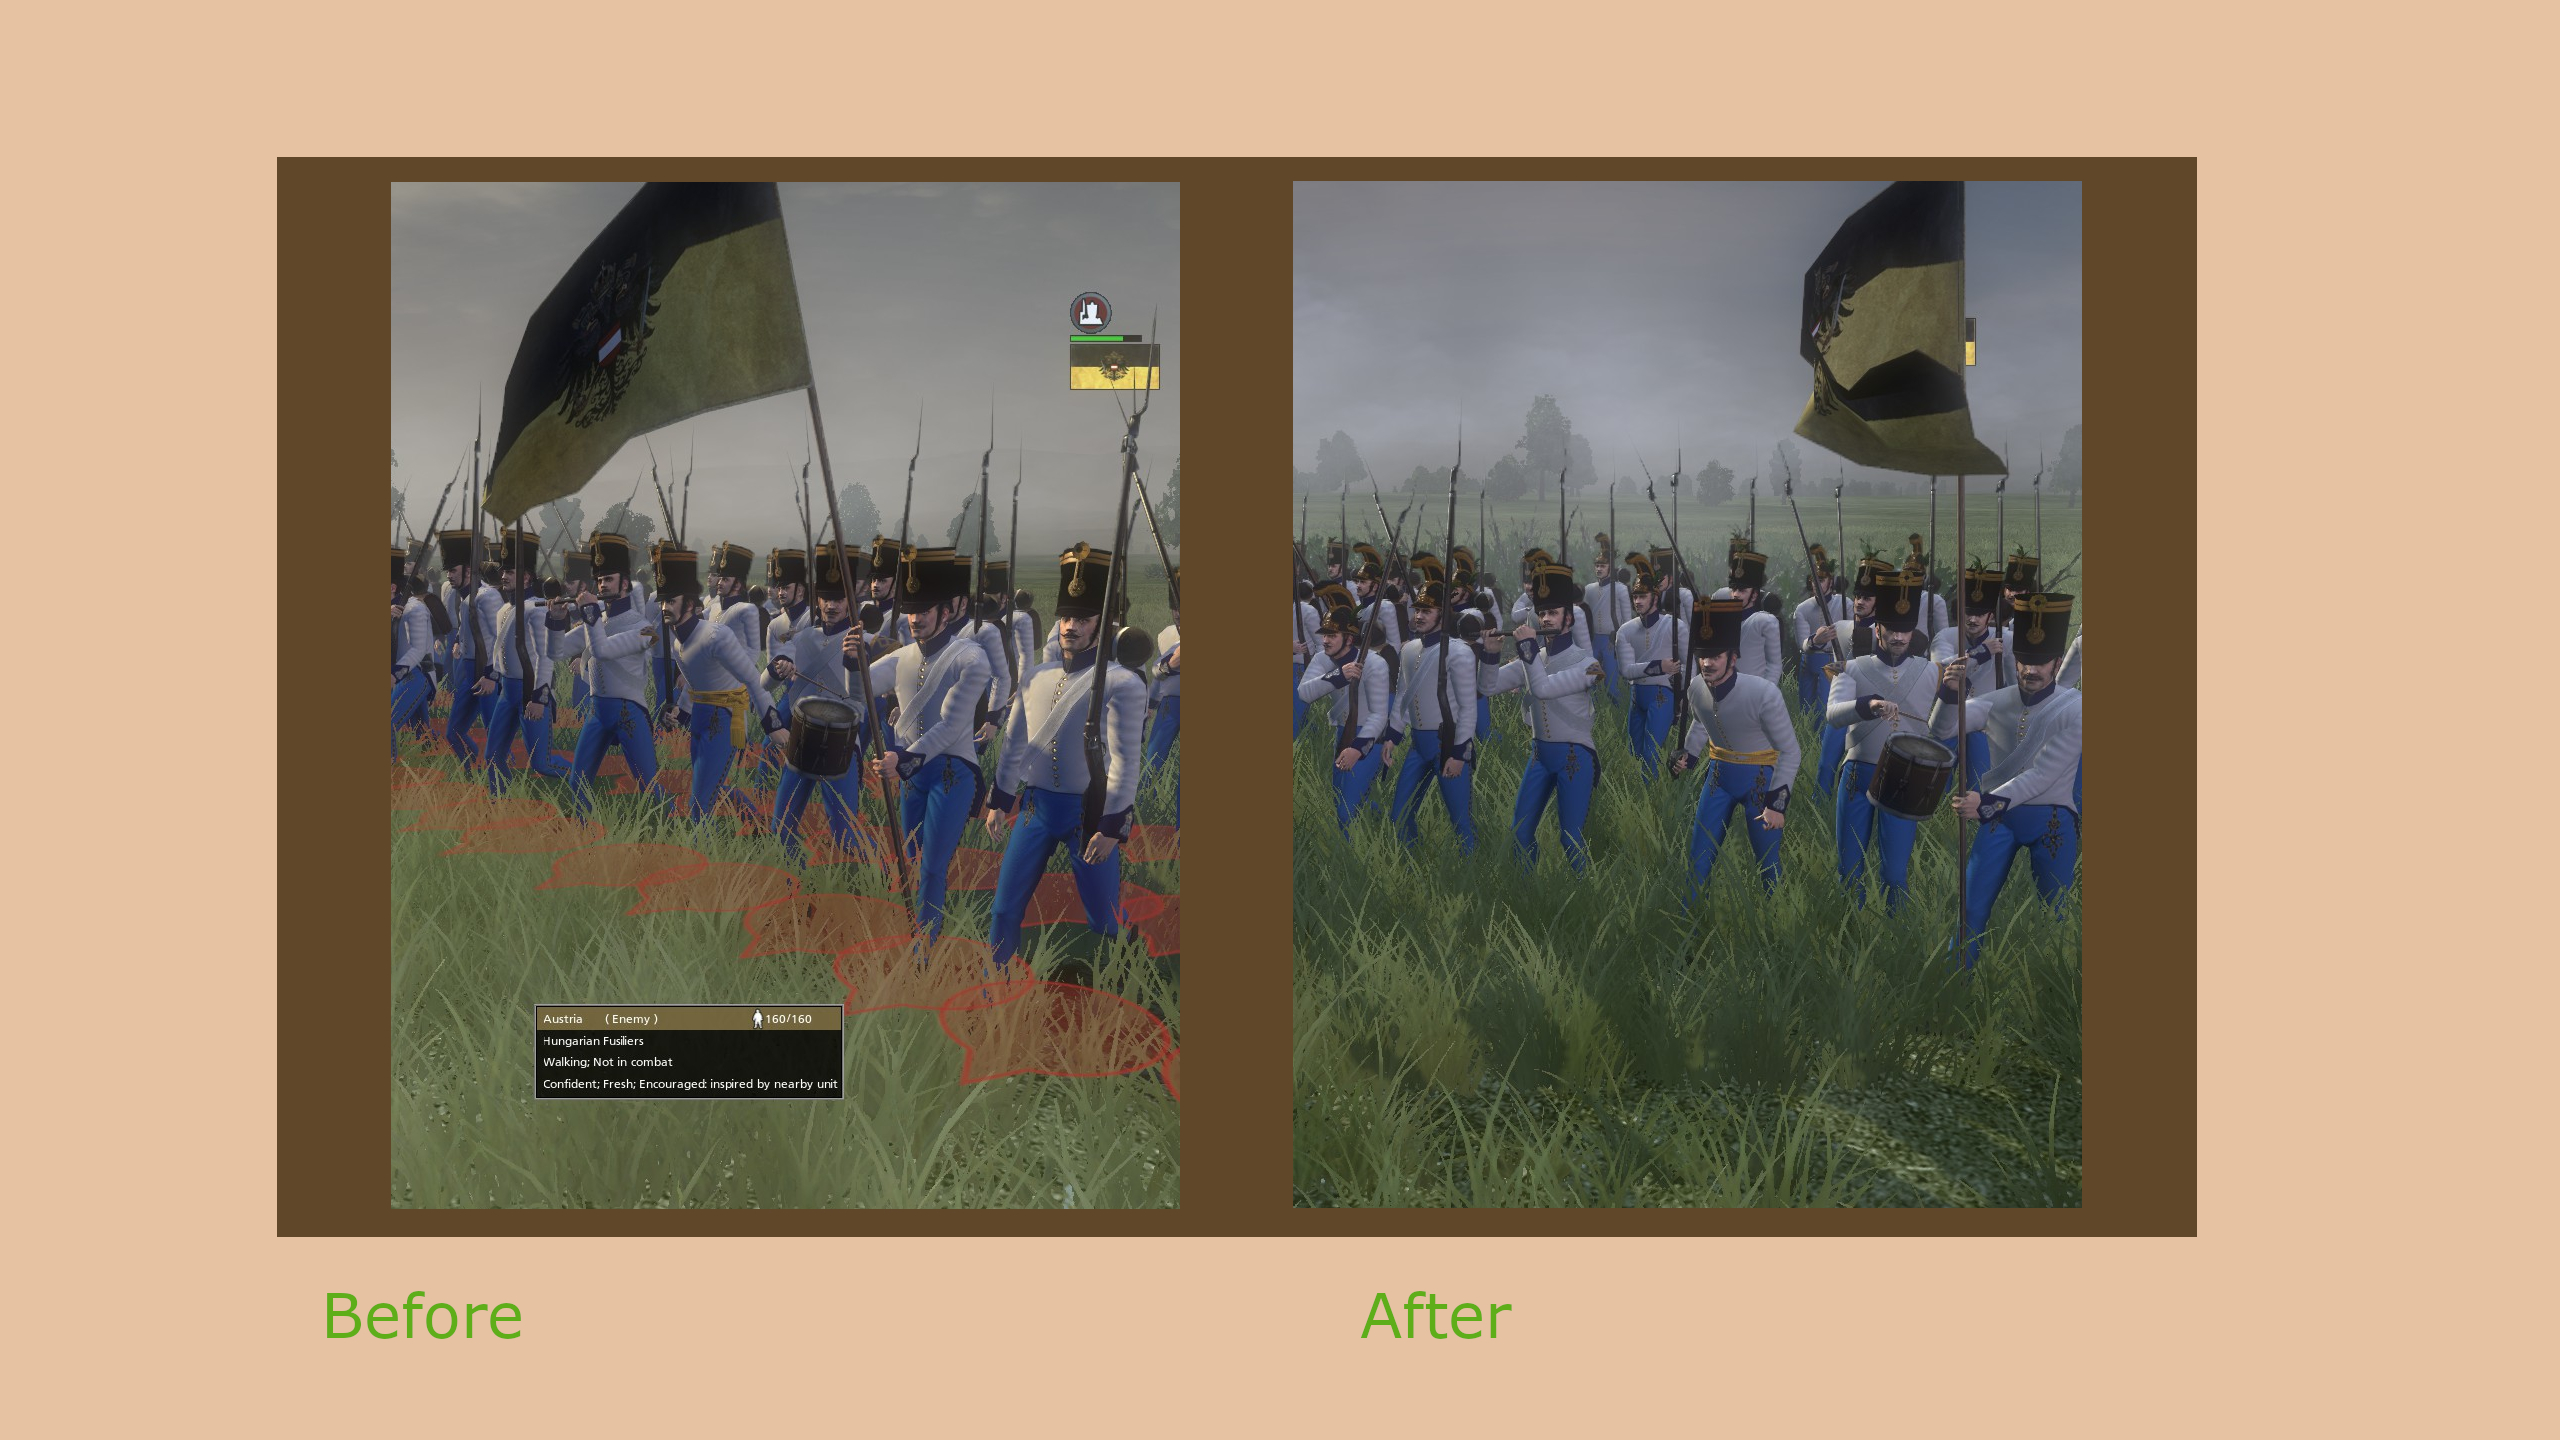 Austria ( Enemy ) 160/160
Hungarian Fusiliers
Walking; Not in combat
Confident; Fresh; Encouraged: inspired by nearby unit
Before
After